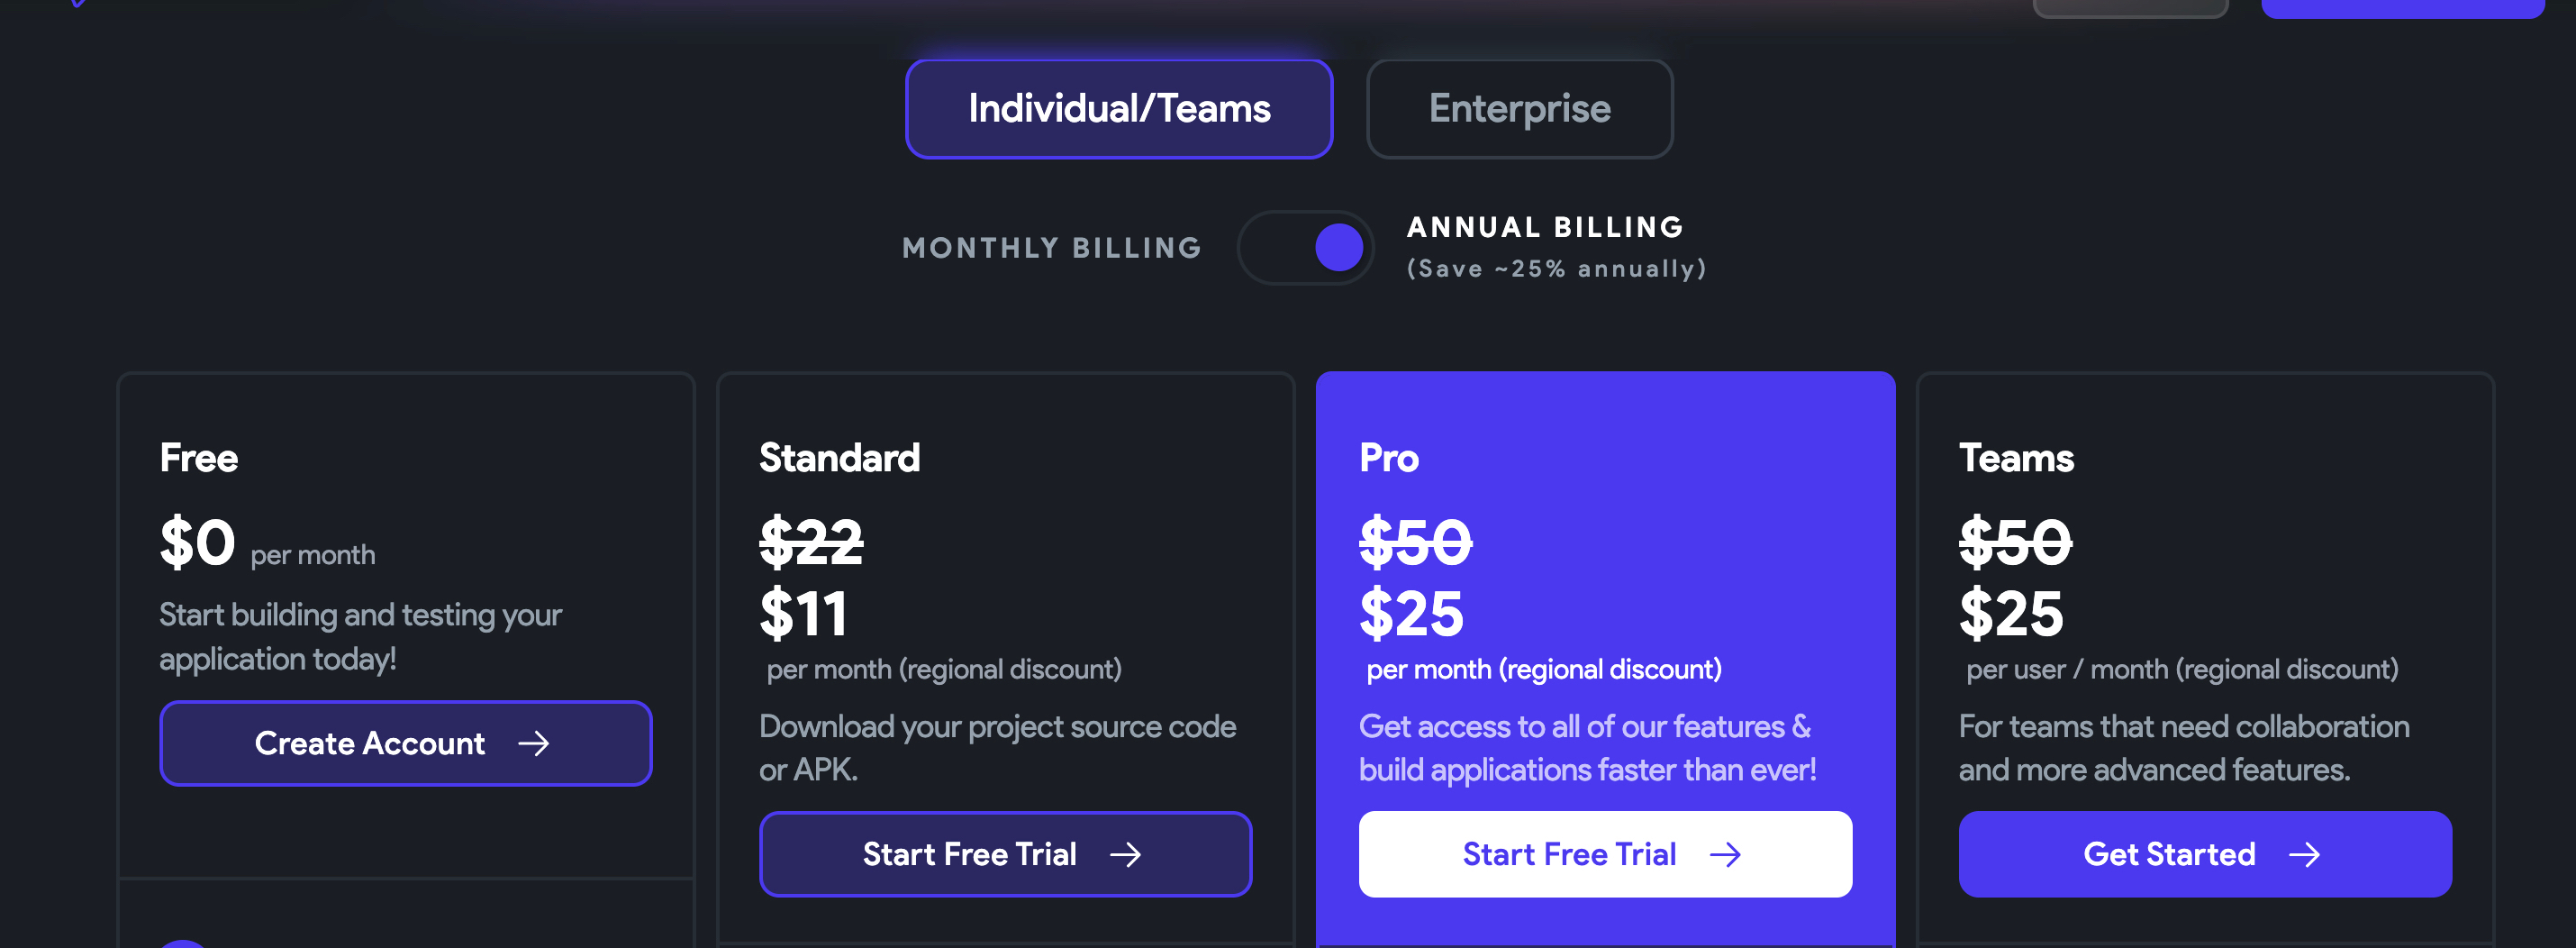 Individual/Teams
Enterprise
MONTHLY BILLING
ANNUAL BILLING
(Save ~25% annually)
Free
$0 per month
Start building and testing your
application today!
Create Account →
Standard
$22
$11
per month (regional discount)
Download your project source code
or APK.
Start Free Trial →
Pro
$50
$25
per month (regional discount)
Get access to all of our features &
build applications faster than ever!
Start Free Trial →
Teams
$50
$25
per user / month (regional discount)
For teams that need collaboration
and more advanced features.
Get Started →